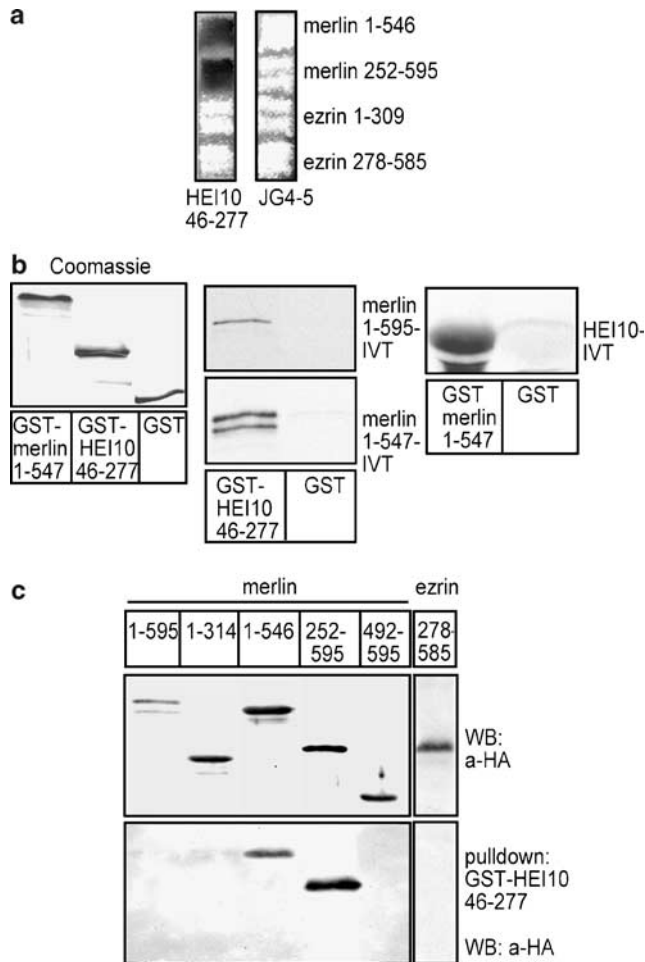 a
merlin 1-546
merlin 252-595
ezrin 1-309
ezrin 278-585
HEI10
46-277
JG4-5
b
Coomassie
GST-
merlin
1-547
GST-
HEI10
46-277
GST
merlin
1-595-
IVT
merlin
1-547-
IVT
GST-
HEI10
46-277
GST
HEI10-
IVT
GST
merlin
1-547
GST
c
merlin
ezrin
1-595
1-314
1-546
252-
595
492-
595
278-
585
WB:
a-HA
pulldown:
GST-HEI10
46-277
WB: a-HA